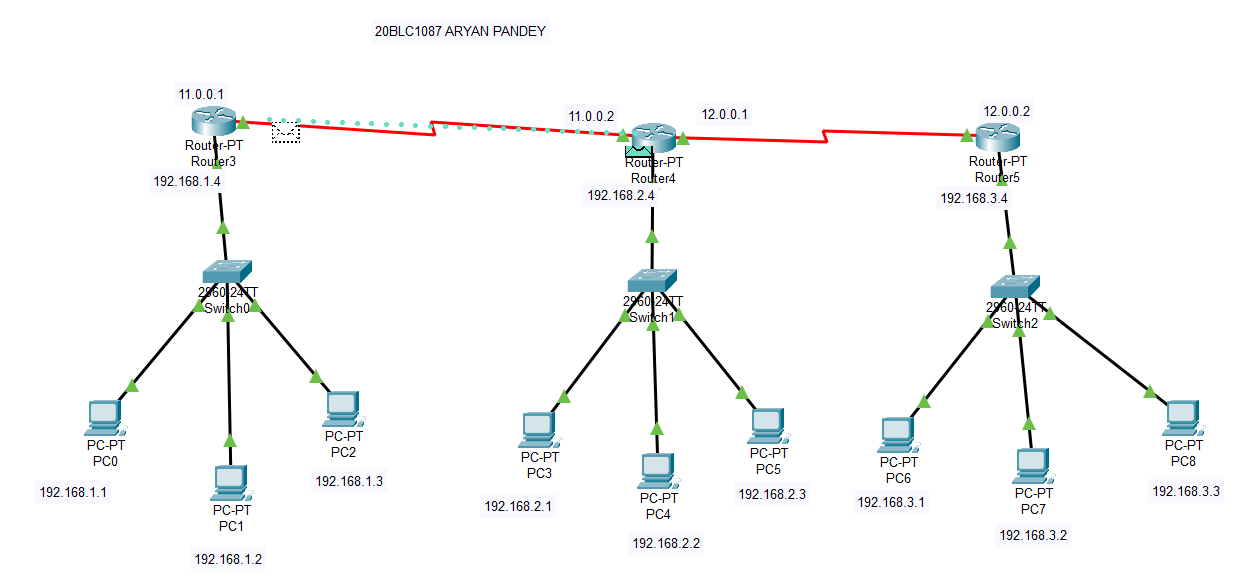 20BLC1087 ARYAN PANDEY
11.0.0.1
11.0.0.2
12.0.0.1
12.0.0.2
Router-PT
Router3
Router-PT
Router4
Router-PT
Router5
192.168.1.4
192.168.2.4
192.168.3.4
2960-24TT
Switch0
2960-24TT
Switch1
2960-24TT
Switch2
PC-PT
PC0
PC-PT
PC1
PC-PT
PC2
PC-PT
PC3
PC-PT
PC4
PC-PT
PC5
PC-PT
PC6
PC-PT
PC7
PC-PT
PC8
192.168.1.1
192.168.1.2
192.168.1.3
192.168.2.1
192.168.2.2
192.168.2.3
192.168.3.1
192.168.3.2
192.168.3.3